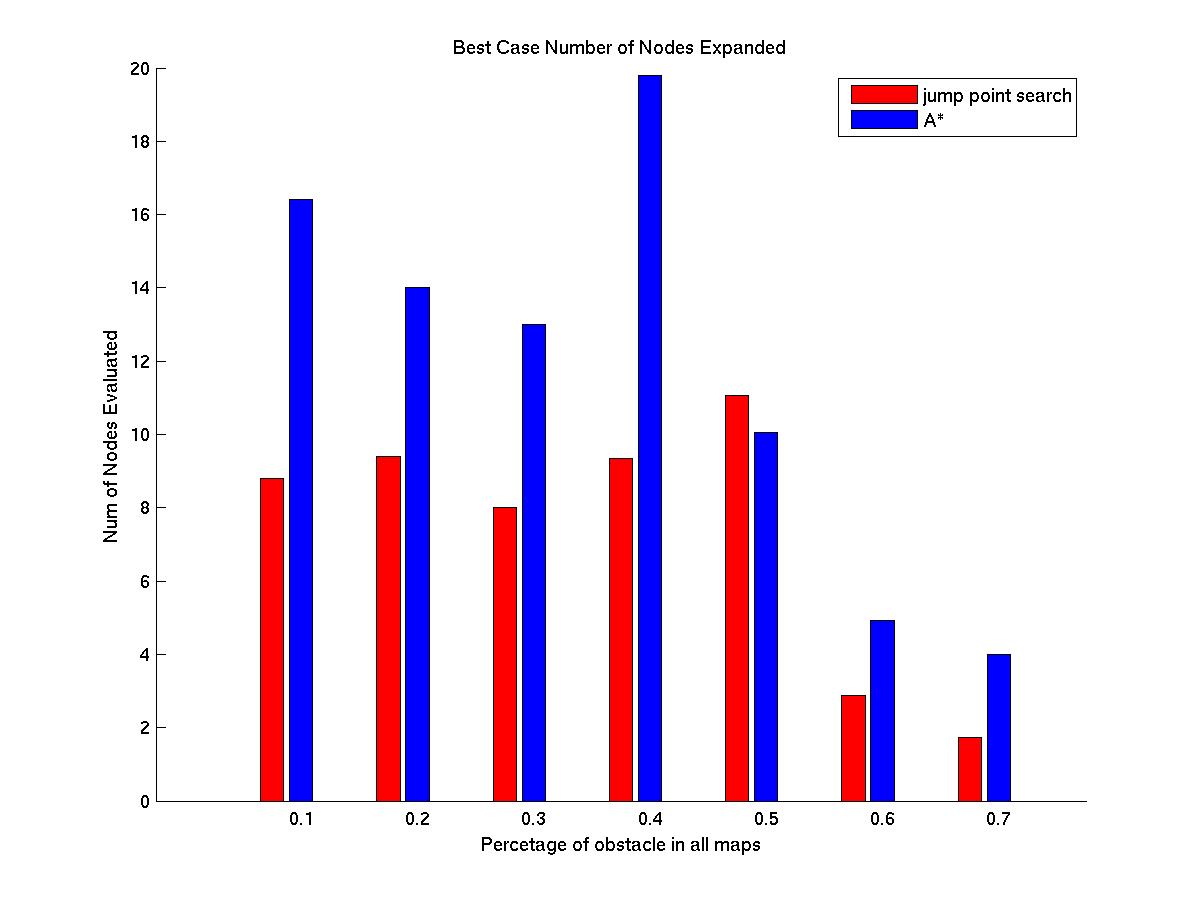 Best Case Number of Nodes Expanded
jump point search
A*
Num of Nodes Evaluated
20
18
16
14
12
10
8
6
4
2
0
0.1 0.2 0.3 0.4 0.5 0.6 0.7
Percetage of obstacle in all maps